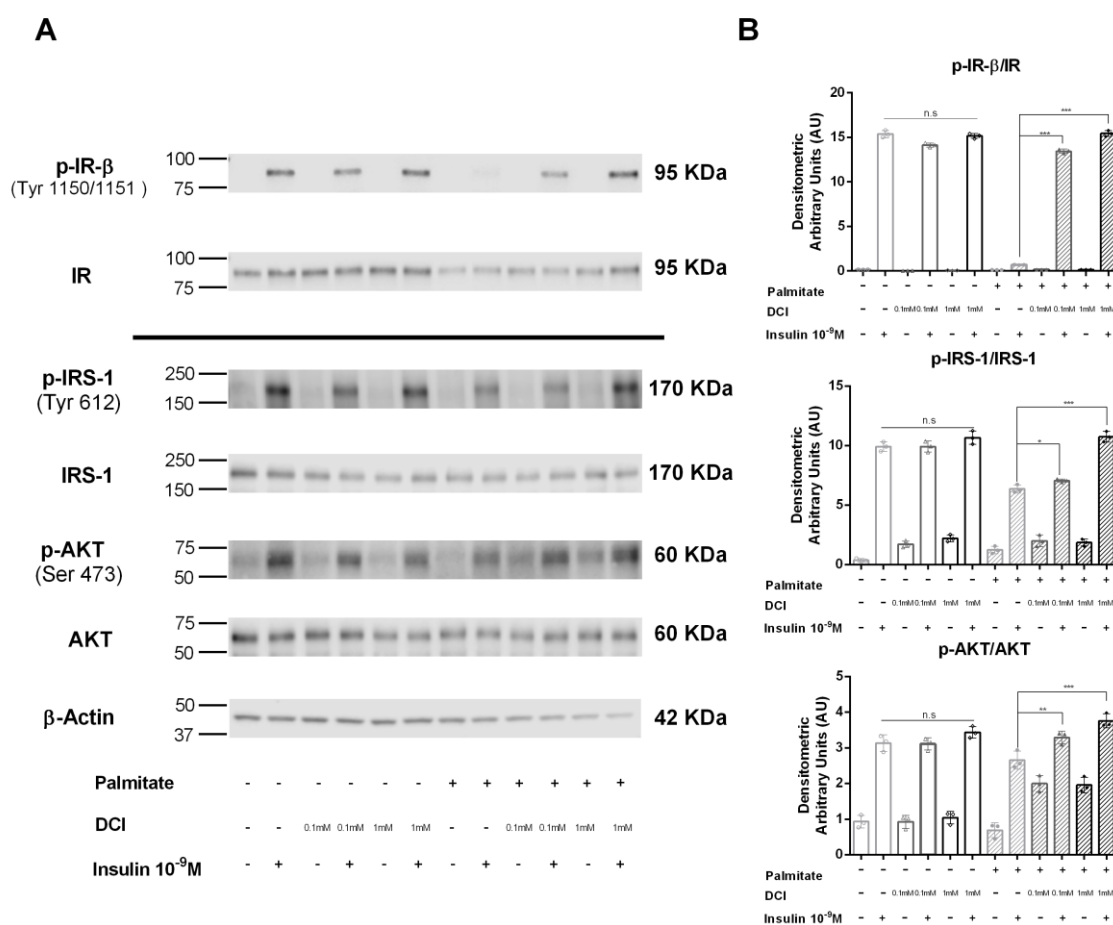 A
p-IR-β
(Tyr 1150/1151 )
100
75
95 KDa
IR
100
75
95 KDa
p-IRS-1
(Tyr 612)
250
150
170 KDa
IRS-1
250
150
170 KDa
p-AKT
(Ser 473)
75
50
60 KDa
AKT
75
50
60 KDa
β-Actin
50
37
42 KDa
Palmitate - - - - - - + + + + + +
DCI - - 0.1mM 0.1mM 1mM 1mM - - 0.1mM 0.1mM 1mM 1mM
Insulin 10⁻⁹M - + - + - + - + - + - +
B
p-IR-β/IR
Densitometric
Arbitrary Units (AU)
20
15
10
5
0
n.s
***
***
Palmitate - - - - - - + + + + + +
DCI - - 0.1mM 0.1mM 1mM 1mM - - 0.1mM 0.1mM 1mM 1mM
Insulin 10⁻⁹M - + - + - + - + - + - +
p-IRS-1/IRS-1
Densitometric
Arbitrary Units (AU)
15
10
5
0
n.s
*
***
Palmitate - - - - - - + + + + + +
DCI - - 0.1mM 0.1mM 1mM 1mM - - 0.1mM 0.1mM 1mM 1mM
Insulin 10⁻⁹M - + - + - + - + - + - +
p-AKT/AKT
Densitometric
Arbitrary Units (AU)
5
4
3
2
1
0
n.s
**
***
Palmitate - - - - - - + + + + + +
DCI - - 0.1mM 0.1mM 1mM 1mM - - 0.1mM 0.1mM 1mM 1mM
Insulin 10⁻⁹M - + - + - + - + - + - +